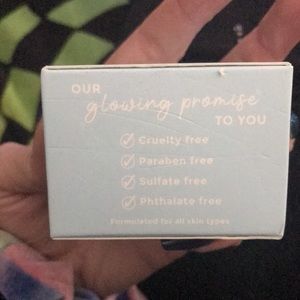 OUR
glowing promise
TO YOU
Cruelty free
Paraben free
Sulfate free
Phthalate free
Formulated for all skin types